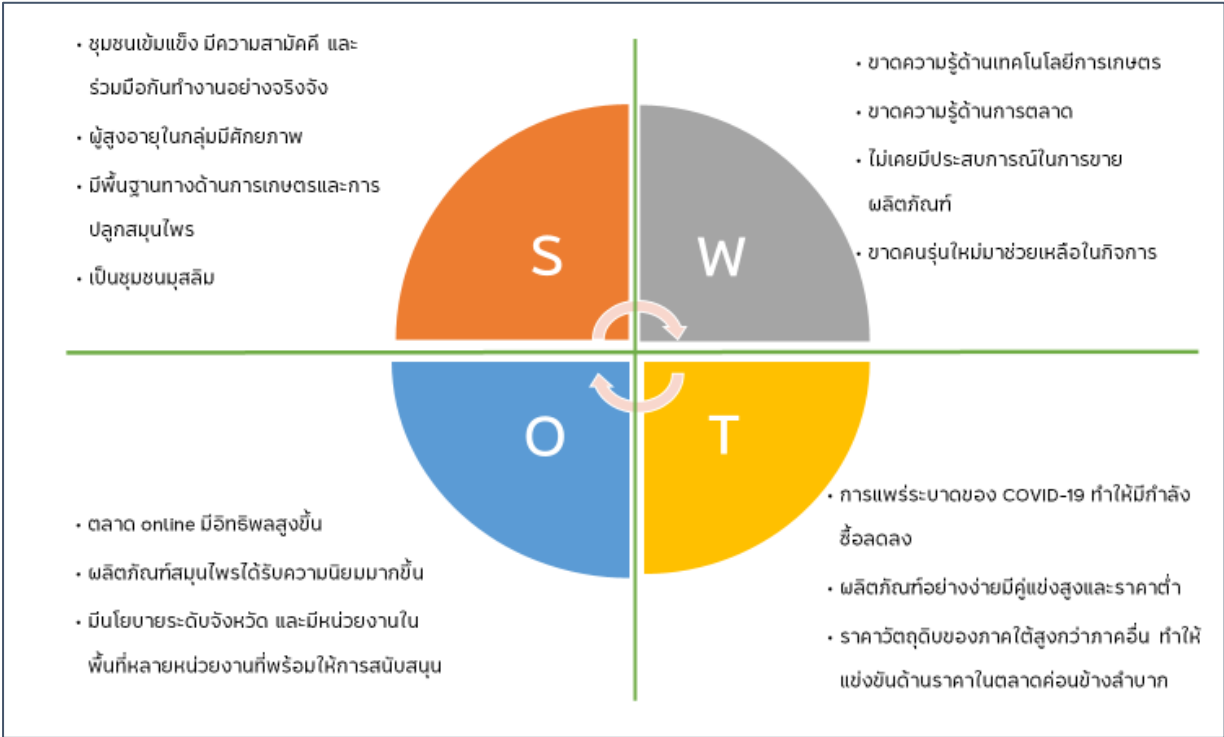 • ชุมชนเข้มแข็ง มีความสามัคคี และ
ร่วมมือกันทำงานอย่างจริงจัง
• ผู้สูงอายุในกลุ่มมีศักยภาพ
• มีพื้นฐานทางด้านการเกษตรและการ
ปลูกสมุนไพร
• เป็นชุมชนมุสลิม
S
• ขาดความรู้ด้านเทคโนโลยีการเกษตร
• ขาดความรู้ด้านการตลาด
• ไม่เคยมีประสบการณ์ในการขาย
ผลิตภัณฑ์
• ขาดคนรุ่นใหม่มาช่วยเหลือในกิจการ
W
O
• ตลาด online มีอิทธิพลสูงขึ้น
• ผลิตภัณฑ์สมุนไพรได้รับความนิยมมากขึ้น
• มีนโยบายระดับจังหวัด และมีหน่วยงานใน
พื้นที่หลายหน่วยงานที่พร้อมให้การสนับสนุน
T
• การแพร่ระบาดของ COVID-19 ทำให้มีกำลัง
ซื้อลดลง
• ผลิตภัณฑ์อย่างง่ายมีคู่แข่งสูงและราคาต่ำ
• ราคาวัตถุดิบของภาคใต้สูงกว่าภาคอื่น ทำให้
แข่งขันด้านราคาในตลาดค่อนข้างลำบาก